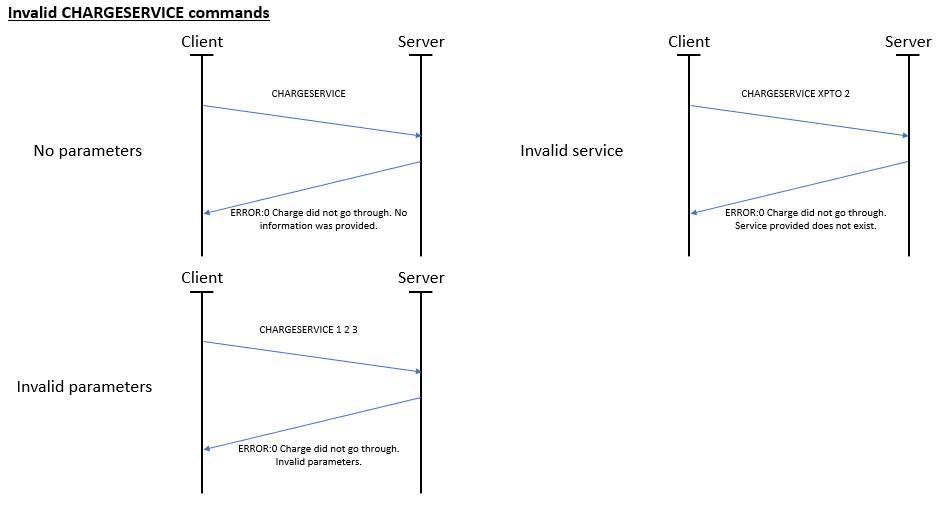 Invalid CHARGESERVICE commands
Client
Server
CHARGESERVICE
No parameters
ERROR:0 Charge did not go through. No
information was provided.
Client
Server
CHARGESERVICE XPTO 2
Invalid service
ERROR:0 Charge did not go through.
Service provided does not exist.
Client
Server
CHARGESERVICE 1 2 3
Invalid parameters
ERROR:0 Charge did not go through.
Invalid parameters.